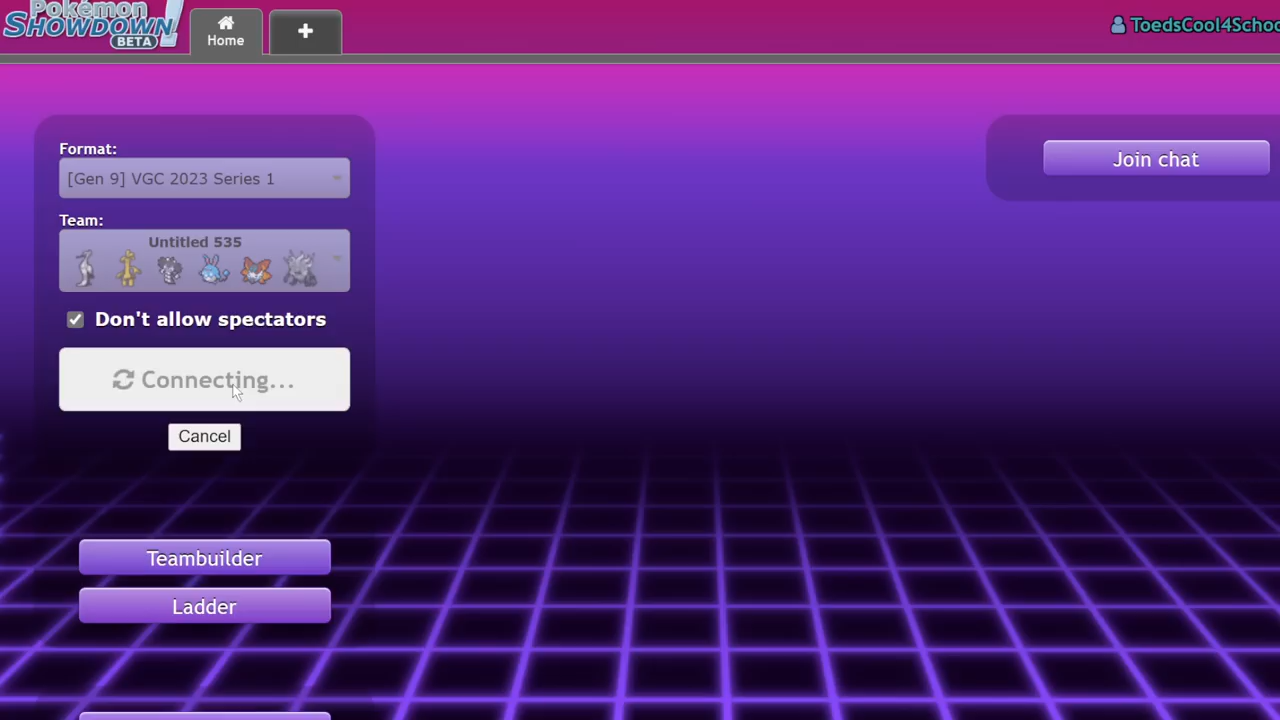 Pokémon
SHOWDOWN!
BETA
Home
ToedsCool4Schoo
Format:
[Gen 9] VGC 2023 Series 1
Team:
Untitled 535
Don't allow spectators
Connecting...
Cancel
Teambuilder
Ladder
Join chat